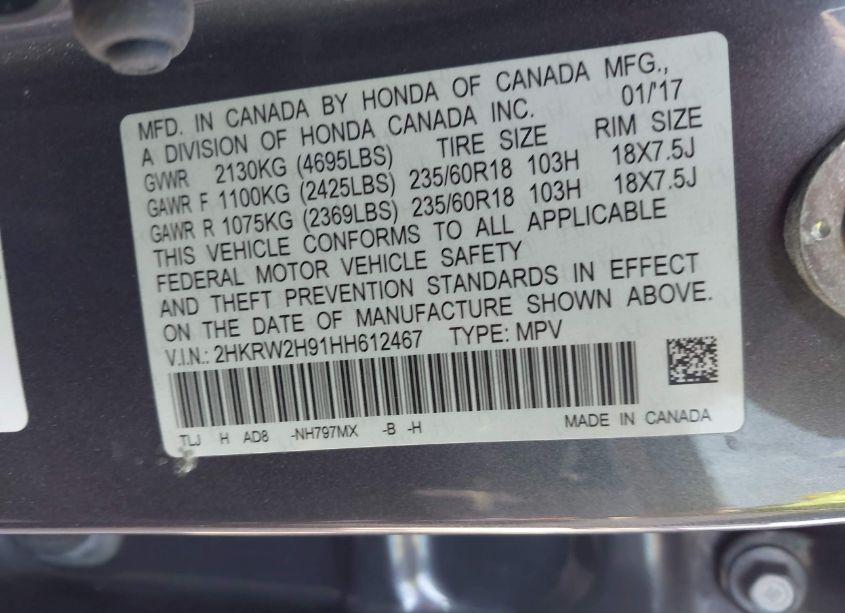 MFD. IN CANADA BY HONDA OF CANADA MFG.,
A DIVISION OF HONDA CANADA INC. 01/'17
GVWR 2130KG (4695LBS) TIRE SIZE RIM SIZE
GAWR F 1100KG (2425LBS) 235/60R18 103H 18X7.5J
GAWR R 1075KG (2369LBS) 235/60R18 103H 18X7.5J
THIS VEHICLE CONFORMS TO ALL APPLICABLE
FEDERAL MOTOR VEHICLE SAFETY
AND THEFT PREVENTION STANDARDS IN EFFECT
ON THE DATE OF MANUFACTURE SHOWN ABOVE.
V.I.N.: 2HKRW2H91HH612467 TYPE: MPV
TLJ H AD8 -NH797MX -B -H MADE IN CANADA